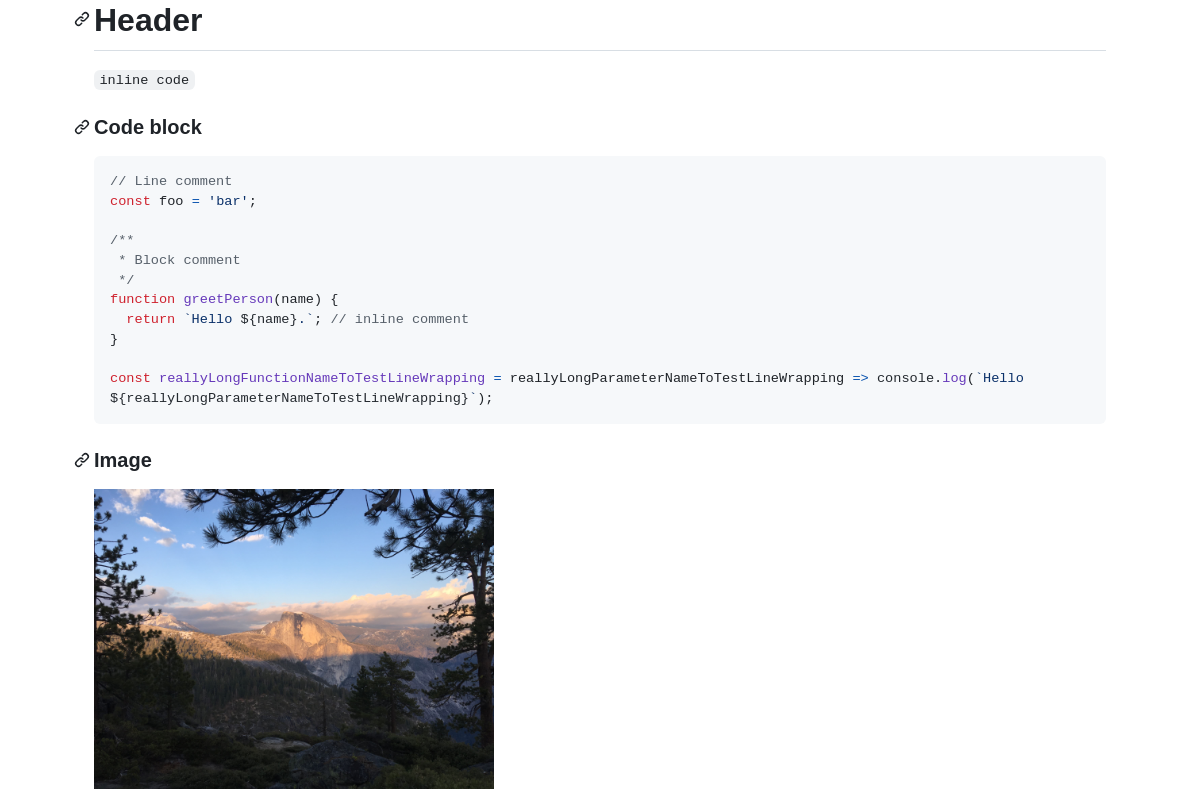 Header
inline code
Code block
// Line comment
const foo = 'bar';
/**
 * Block comment
 */
function greetPerson(name) {
  return `Hello ${name}.`; // inline comment
}
const reallyLongFunctionNameToTestLineWrapping = reallyLongParameterNameToTestLineWrapping => console.log(`Hello
${reallyLongParameterNameToTestLineWrapping}`);
Image